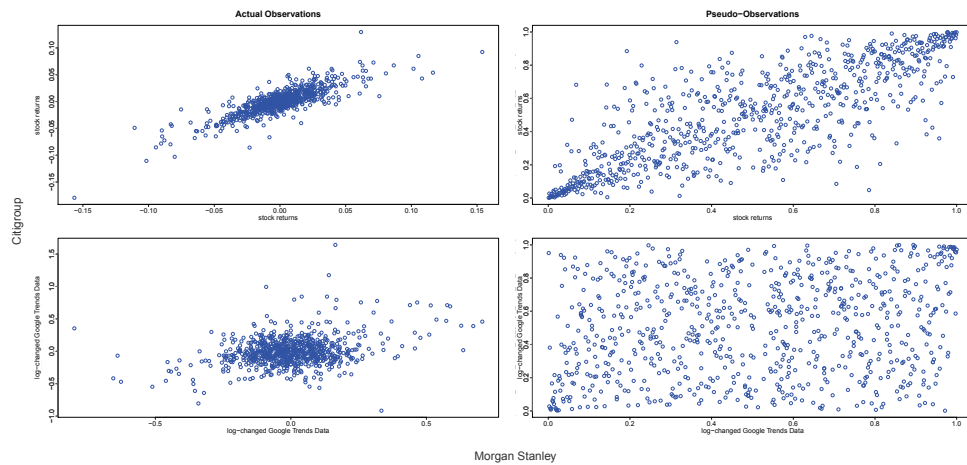 Actual Observations
Pseudo−Observations
stock returns
−0.15 −0.10 −0.05 0.00 0.05 0.10
−0.15 −0.10 −0.05 0.00 0.05 0.10 0.15
stock returns
stock returns
0.0 0.2 0.4 0.6 0.8 1.0
0.0 0.2 0.4 0.6 0.8 1.0
stock returns
Citigroup
log−changed Google Trends Data
−1.0 −0.5 0.0 0.5 1.0 1.5
−0.5 0.0 0.5
log−changed Google Trends Data
log−changed Google Trends Data
0.0 0.2 0.4 0.6 0.8 1.0
0.0 0.2 0.4 0.6 0.8 1.0
log−changed Google Trends Data
Morgan Stanley